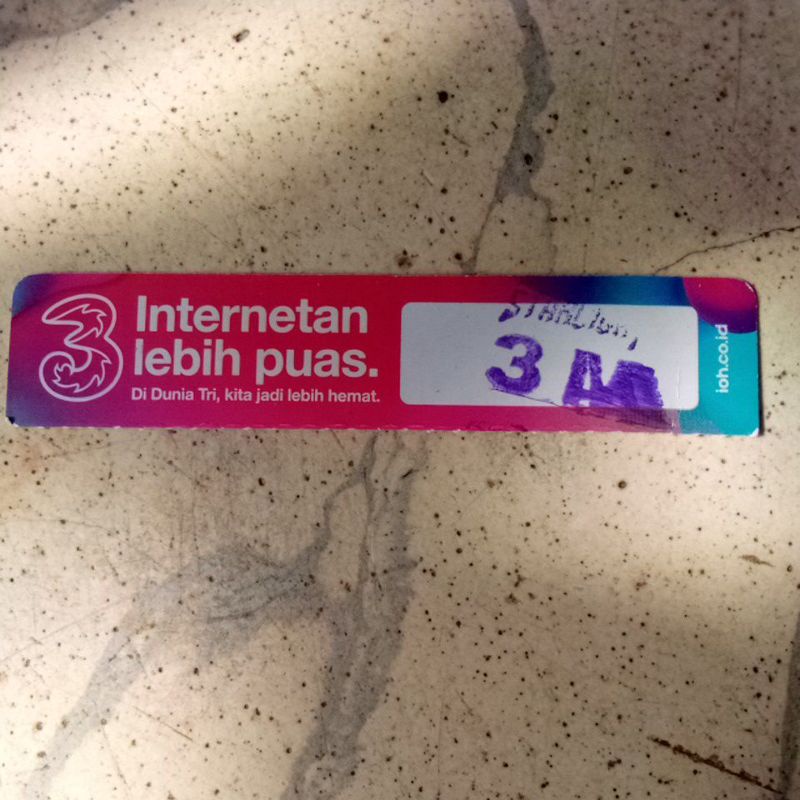 3
Internetan
lebih puas.
Di Dunia Tri, kita jadi lebih hemat.
3
ioh.co.id